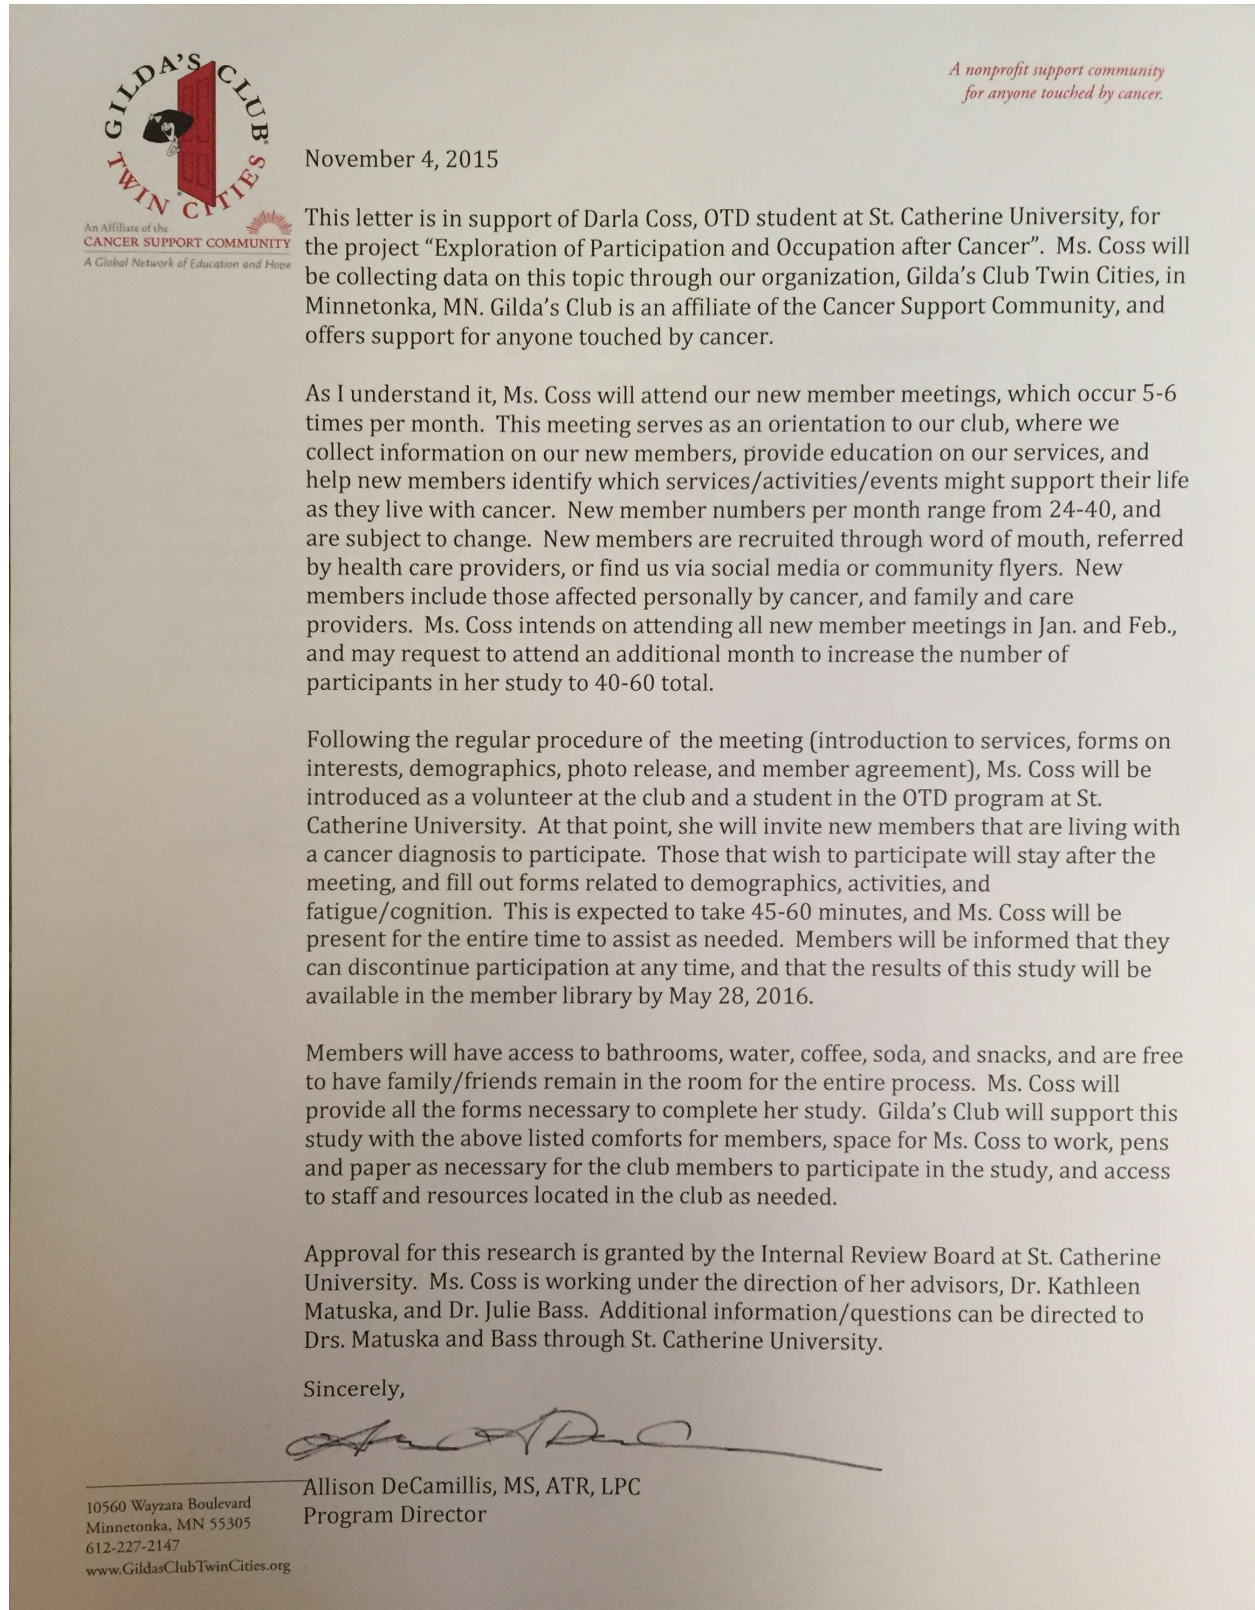 GILDA'S CLUB®
TWIN CITIES
An Affiliate of the
CANCER SUPPORT COMMUNITY
A Global Network of Education and Hope
A nonprofit support community
for anyone touched by cancer.
November 4, 2015
This letter is in support of Darla Coss, OTD student at St. Catherine University, for
the project “Exploration of Participation and Occupation after Cancer”.  Ms. Coss will
be collecting data on this topic through our organization, Gilda’s Club Twin Cities, in
Minnetonka, MN. Gilda’s Club is an affiliate of the Cancer Support Community, and
offers support for anyone touched by cancer.
As I understand it, Ms. Coss will attend our new member meetings, which occur 5-6
times per month.  This meeting serves as an orientation to our club, where we
collect information on our new members, provide education on our services, and
help new members identify which services/activities/events might support their life
as they live with cancer.  New member numbers per month range from 24-40, and
are subject to change.  New members are recruited through word of mouth, referred
by health care providers, or find us via social media or community flyers.  New
members include those affected personally by cancer, and family and care
providers.  Ms. Coss intends on attending all new member meetings in Jan. and Feb.,
and may request to attend an additional month to increase the number of
participants in her study to 40-60 total.
Following the regular procedure of  the meeting (introduction to services, forms on
interests, demographics, photo release, and member agreement), Ms. Coss will be
introduced as a volunteer at the club and a student in the OTD program at St.
Catherine University.  At that point, she will invite new members that are living with
a cancer diagnosis to participate.  Those that wish to participate will stay after the
meeting, and fill out forms related to demographics, activities, and
fatigue/cognition.  This is expected to take 45-60 minutes, and Ms. Coss will be
present for the entire time to assist as needed.  Members will be informed that they
can discontinue participation at any time, and that the results of this study will be
available in the member library by May 28, 2016.
Members will have access to bathrooms, water, coffee, soda, and snacks, and are free
to have family/friends remain in the room for the entire process.  Ms. Coss will
provide all the forms necessary to complete her study.  Gilda’s Club will support this
study with the above listed comforts for members, space for Ms. Coss to work, pens
and paper as necessary for the club members to participate in the study, and access
to staff and resources located in the club as needed.
Approval for this research is granted by the Internal Review Board at St. Catherine
University.  Ms. Coss is working under the direction of her advisors, Dr. Kathleen
Matuska, and Dr. Julie Bass.  Additional information/questions can be directed to
Drs. Matuska and Bass through St. Catherine University.
Sincerely,
Allison DeCamillis, MS, ATR, LPC
Program Director
10560 Wayzata Boulevard
Minnetonka, MN 55305
612-227-2147
www.GildasClubTwinCities.org